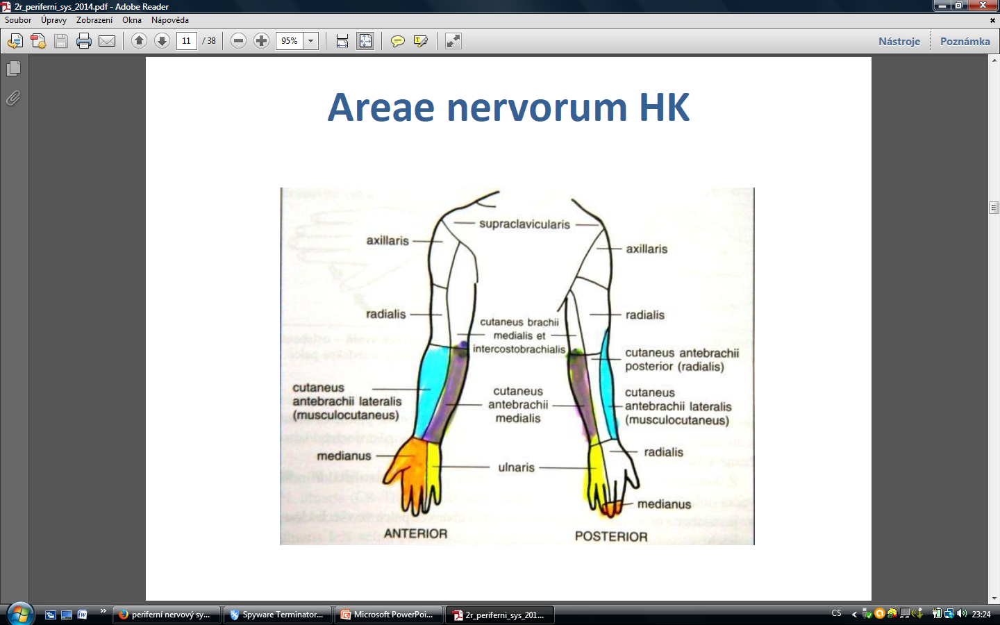 2r_periferni_sys_2014.pdf - Adobe Reader
Soubor Úpravy Zobrazení Okna Nápověda
11 / 38 95% Nástroje Poznámka
Areae nervorum HK
supraclavicularis
axillaris
axillaris
radialis
radialis
cutaneus brachii
medialis et
intercostobrachialis
cutaneus antebrachii
posterior (radialis)
cutaneus
antebrachii lateralis
(musculocutaneus)
cutaneus
antebrachii
medialis
cutaneus
antebrachii lateralis
(musculocutaneus)
medianus
ulnaris
radialis
medianus
ANTERIOR
POSTERIOR
periferní nervový sy...
Spyware Terminator...
Microsoft PowerPoi...
2r_periferni_sys_201...
CS
23:24